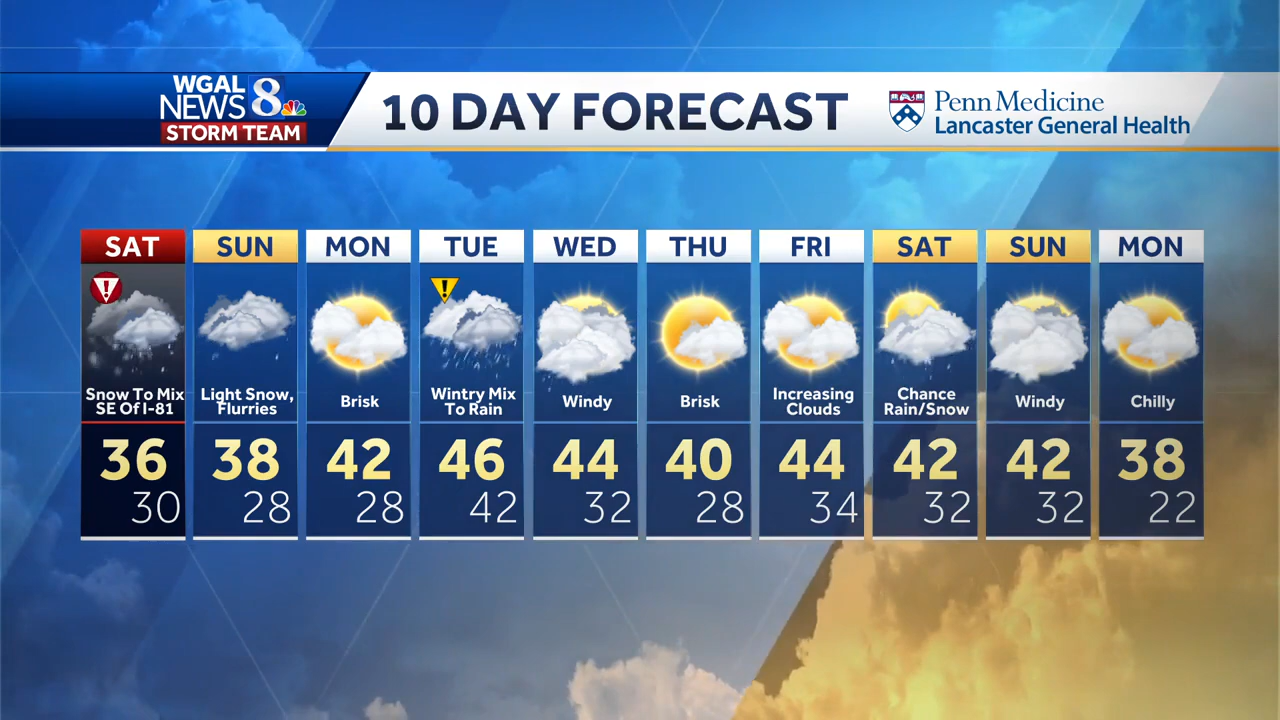 WGAL
NEWS 8
STORM TEAM
10 DAY FORECAST
Penn Medicine
Lancaster General Health
SAT
SUN
MON
TUE
WED
THU
FRI
SAT
SUN
MON
Snow To Mix
SE Of I-81
Light Snow,
Flurries
Brisk
Wintry Mix
To Rain
Windy
Brisk
Increasing
Clouds
Chance
Rain/Snow
Windy
Chilly
36 38 42 46 44 40 44 42 42 38
30 28 28 42 32 28 34 32 32 22